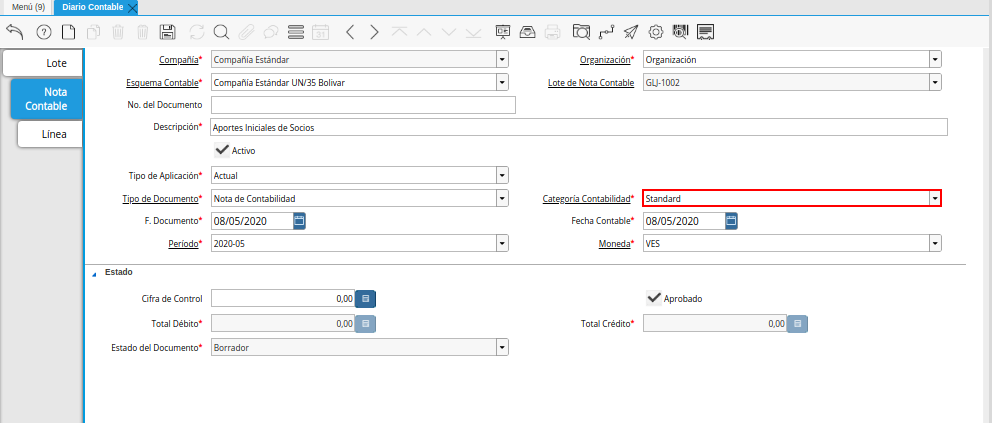 Menú (9) Diario Contable
31
Lote
Nota
Contable
Línea
Compañía* Compañía Estándar Organización* Organización
Esquema Contable* Compañía Estándar UN/35 Bolivar Lote de Nota Contable GLJ-1002
No. del Documento
Descripción* Aportes Iniciales de Socios
Activo
Tipo de Aplicación* Actual
Tipo de Documento* Nota de Contabilidad Categoría Contabilidad* Standard
F. Documento* 08/05/2020 Fecha Contable* 08/05/2020
Período* 2020-05 Moneda* VES
Estado
Cifra de Control 0,00 Aprobado
Total Débito* 0,00 Total Crédito* 0,00
Estado del Documento* Borrador